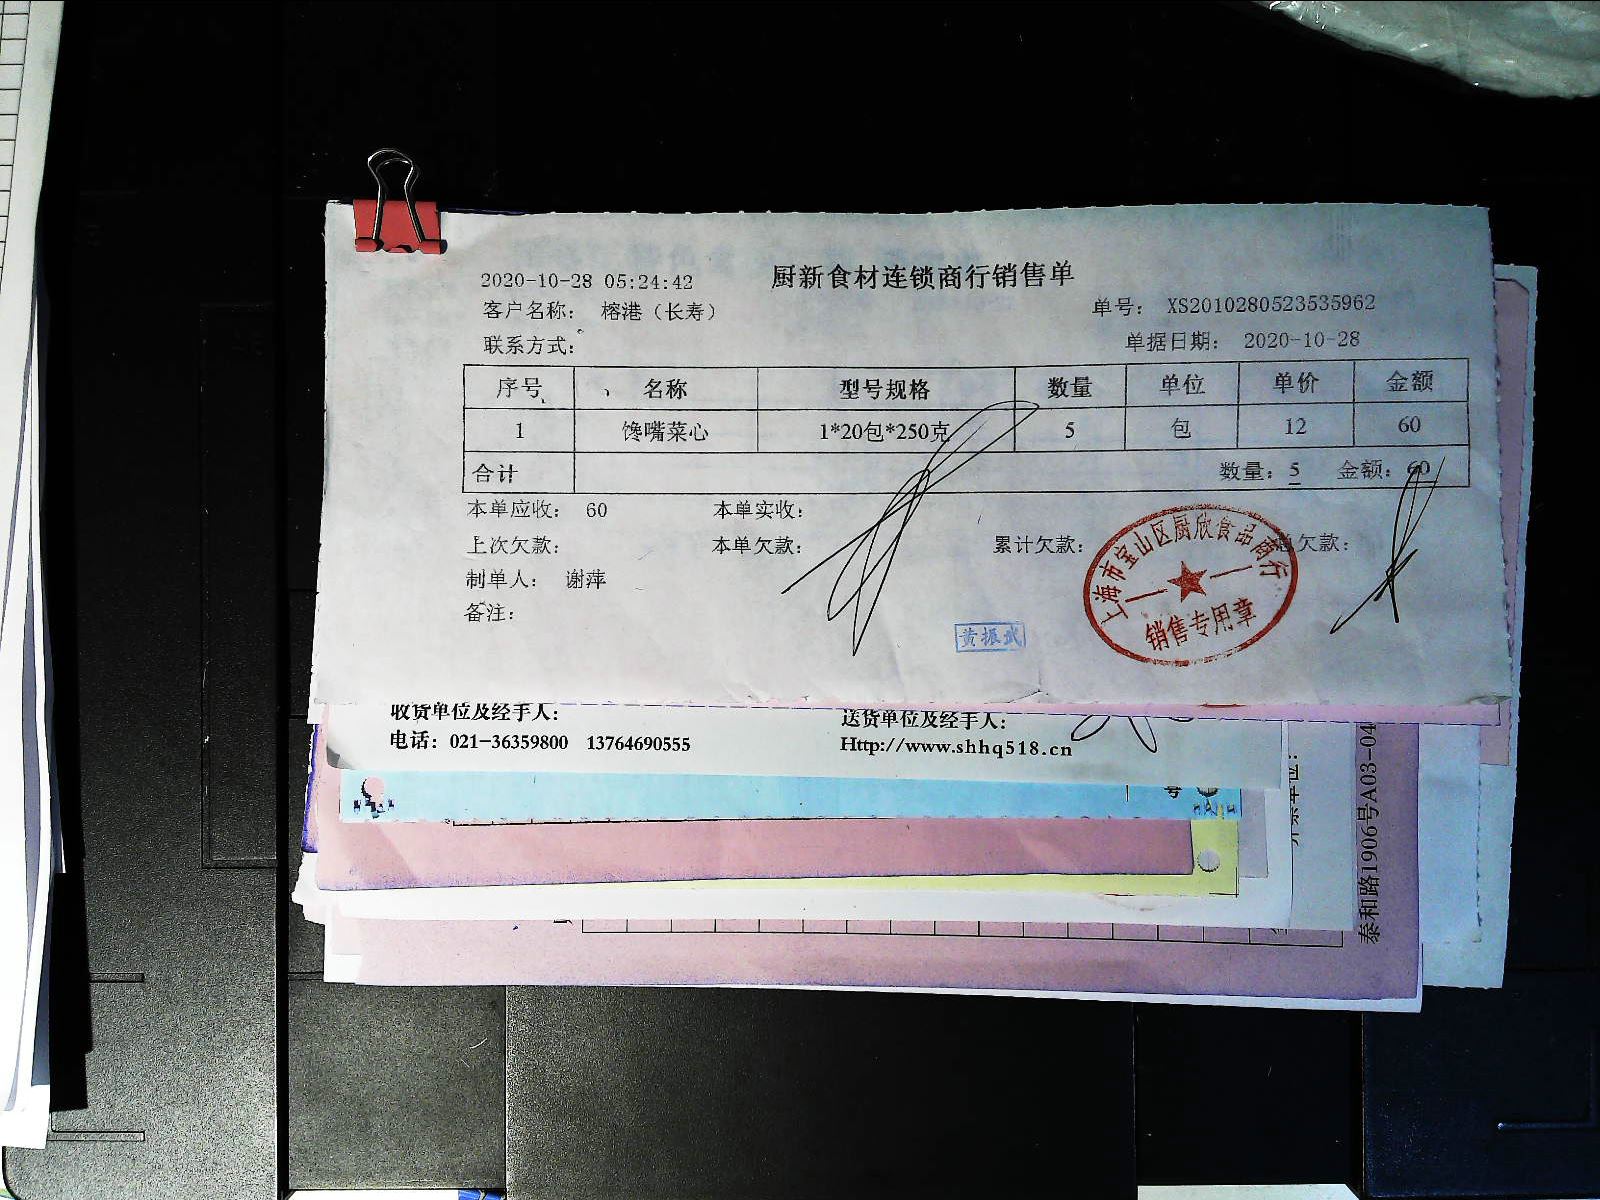 2020-10-28 05:24:42 厨新食材连锁商行销售单
客户名称: 榕港（长寿） 单号: XS2010280523535962
联系方式: 单据日期: 2020-10-28
序号 名称 型号规格 数量 单位 单价 金额
1 馋嘴菜心 1*20包*250克 5 包 12 60
合计 数量: 5 金额: 60
本单应收: 60 本单实收:
上次欠款: 本单欠款: 累计欠款: 总欠款:
制单人: 谢萍
备注:
黄振武
上海市宝山区厨欣食品商行
销售专用章
收货单位及经手人: 送货单位及经手人:
电话: 021-36359800 13764690555 Http://www.shhq518.cn
号
泰和路1906号A03-04